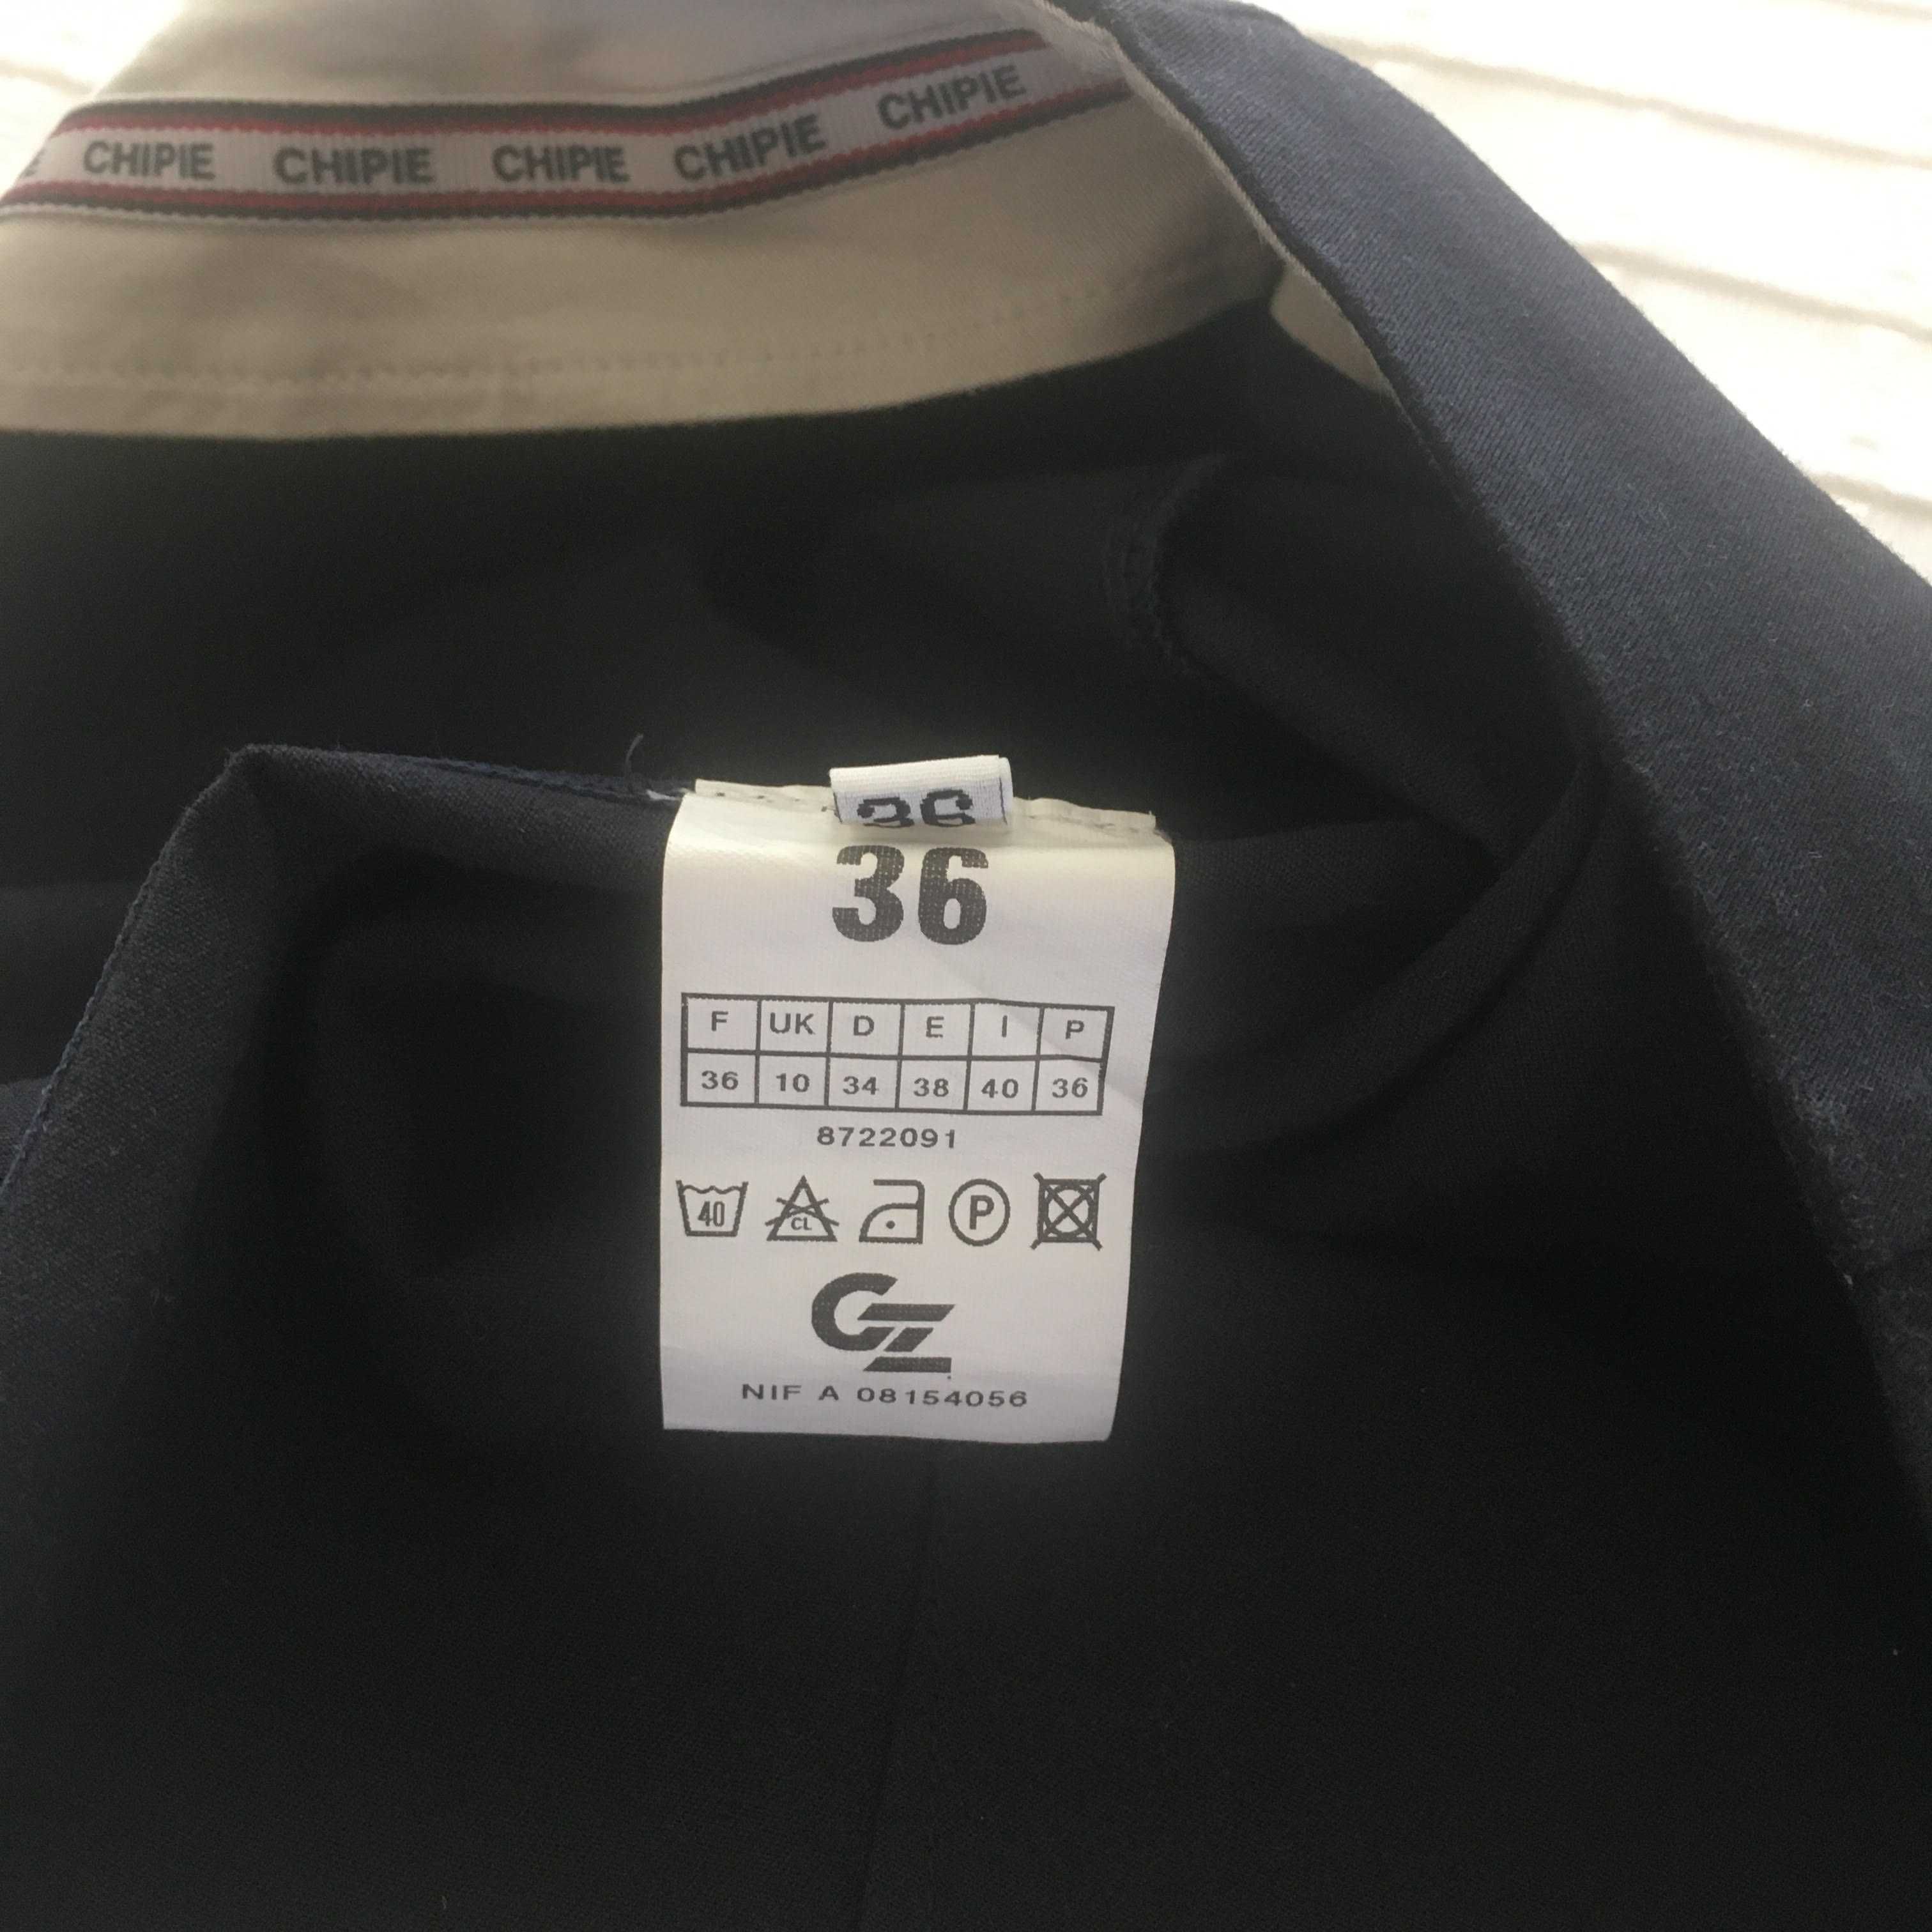 CHIPIE CHIPIE CHIPIE CHIPIE CHIPIE
36
36
F UK D E I P
36 10 34 38 40 36
8722091
40 CL P
GZ
NIF A 08154056